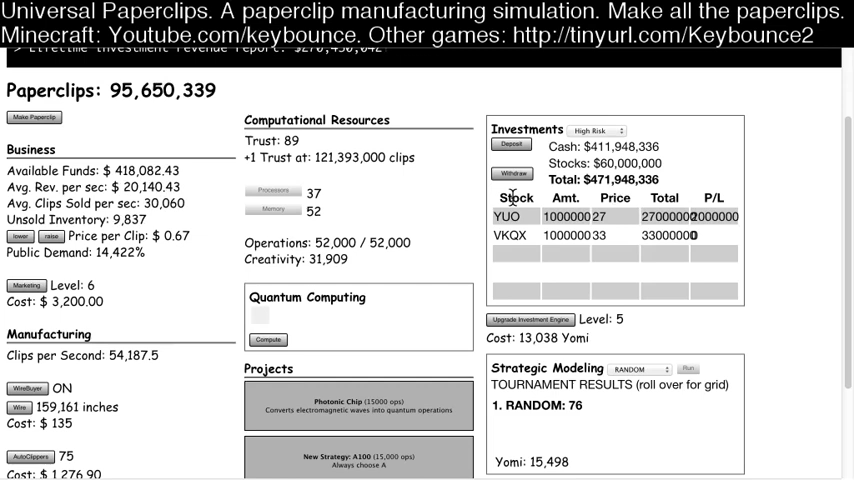 Universal Paperclips. A paperclip manufacturing simulation. Make all the paperclips.
Minecraft: Youtube.com/keybounce. Other games: http://tinyurl.com/Keybounce2
> Lifetime investment revenue report: $270,450,042
Paperclips: 95,650,339
Make Paperclip
Business
Available Funds: $ 418,082.43
Avg. Rev. per sec: $ 20,140.43
Avg. Clips Sold per sec: 30,060
Unsold Inventory: 9,837
lower raise Price per Clip: $ 0.67
Public Demand: 14,422%
Marketing Level: 6
Cost: $ 3,200.00
Manufacturing
Clips per Second: 54,187.5
WireBuyer ON
Wire 159,161 inches
Cost: $ 135
AutoClippers 75
Cost: $ 1,276.90
Computational Resources
Trust: 89
+1 Trust at: 121,393,000 clips
Processors 37
Memory 52
Operations: 52,000 / 52,000
Creativity: 31,909
Quantum Computing
Compute
Projects
Photonic Chip (15000 ops)
Converts electromagnetic waves into quantum operations
New Strategy: A100 (15,000 ops)
Always choose A
Investments High Risk
Deposit Cash: $411,948,336
Stocks: $60,000,000
Withdraw Total: $471,948,336
Stock Amt. Price Total P/L
YUO 1000000 27 27000000 2000000
VKQX 1000000 33 33000000 0
Upgrade Investment Engine Level: 5
Cost: 13,038 Yomi
Strategic Modeling RANDOM Run
TOURNAMENT RESULTS (roll over for grid)
1. RANDOM: 76
Yomi: 15,498